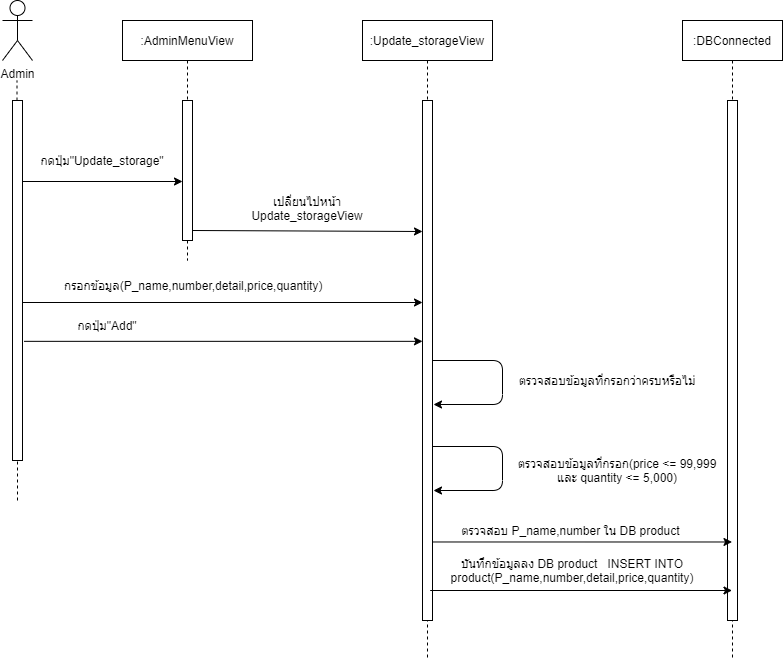 :AdminMenuView
:Update_storageView
:DBConnected
Admin
กดปุ่ม"Update_storage"
เปลี่ยนไปหน้า
Update_storageView
กรอกข้อมูล(P_name,number,detail,price,quantity)
กดปุ่ม"Add"
ตรวจสอบข้อมูลที่กรอกว่าครบหรือไม่
ตรวจสอบข้อมูลที่กรอก(price <= 99,999
และ quantity <= 5,000)
ตรวจสอบ P_name,number ใน DB product
บันทึกข้อมูลลง DB product   INSERT INTO
product(P_name,number,detail,price,quantity)